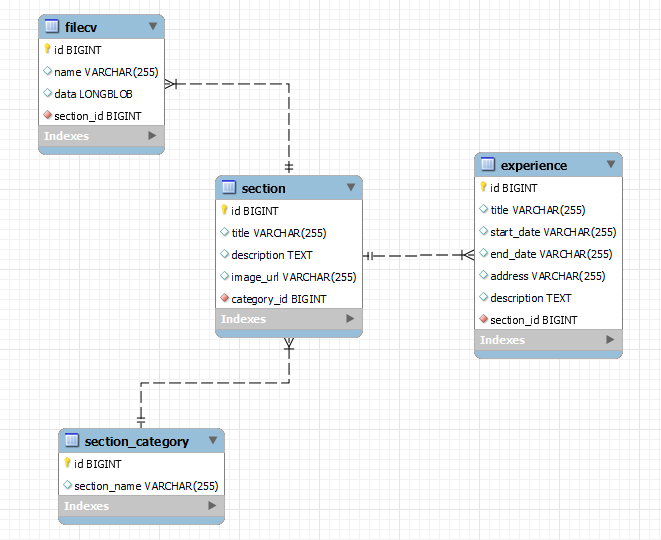 filecv
id BIGINT
name VARCHAR(255)
data LONGBLOB
section_id BIGINT
Indexes
section
id BIGINT
title VARCHAR(255)
description TEXT
image_url VARCHAR(255)
category_id BIGINT
Indexes
experience
id BIGINT
title VARCHAR(255)
start_date VARCHAR(255)
end_date VARCHAR(255)
address VARCHAR(255)
description TEXT
section_id BIGINT
Indexes
section_category
id BIGINT
section_name VARCHAR(255)
Indexes